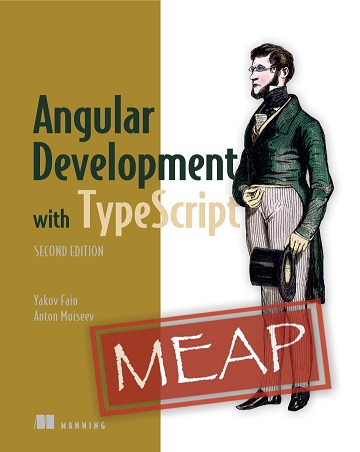 Angular
Development
with TypeScript
SECOND EDITION
Yakov Fain
Anton Moiseev
MEAP
MANNING